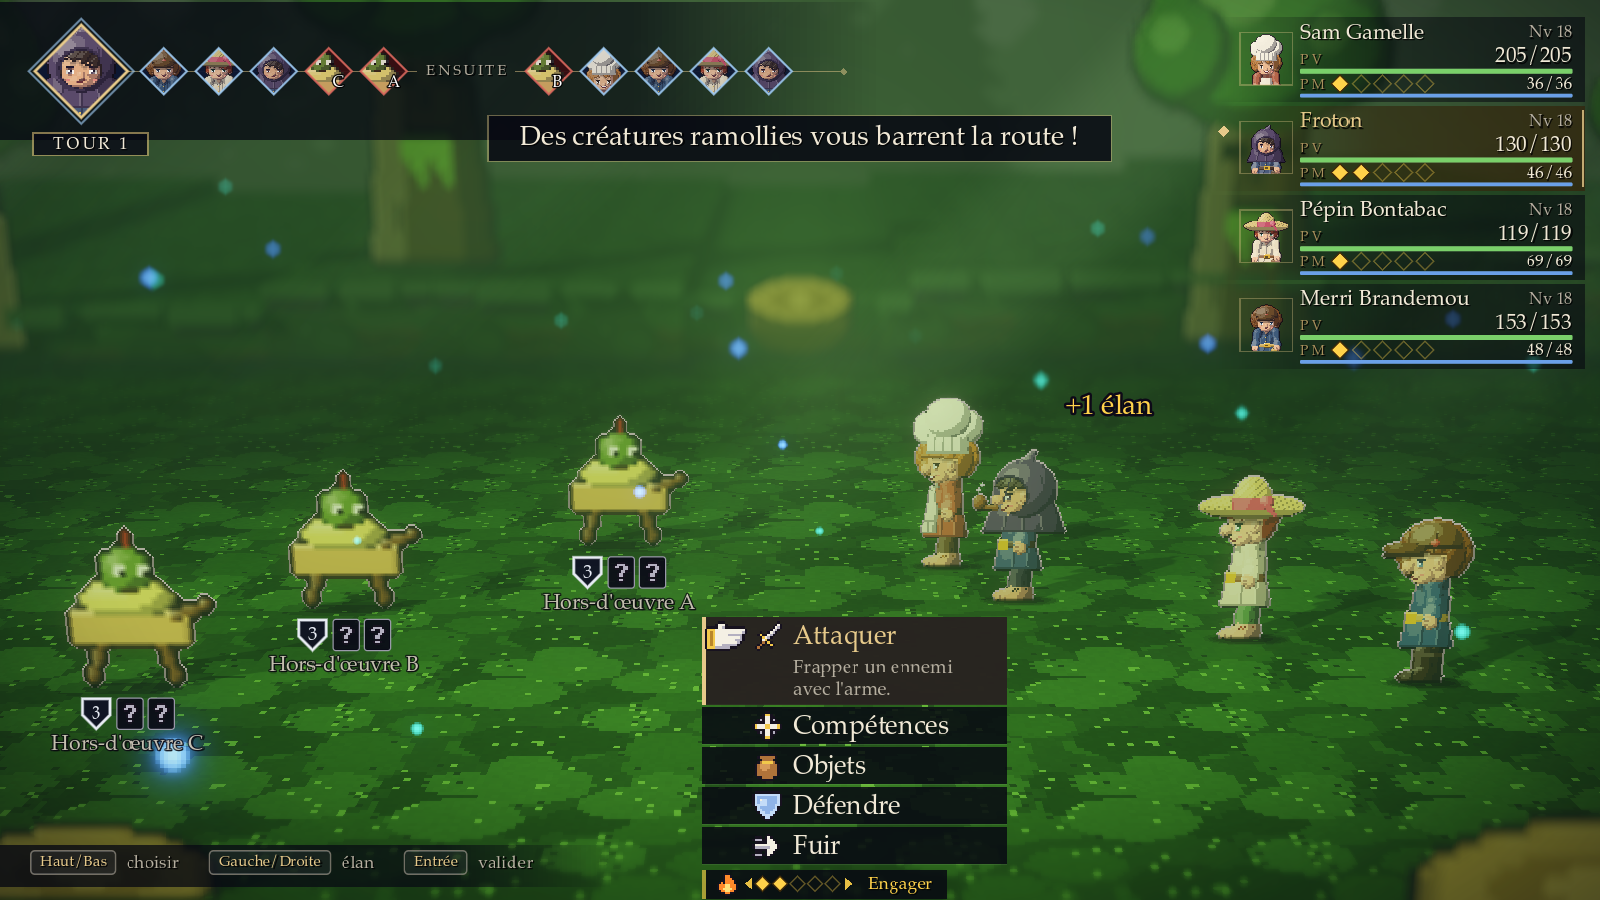 C
A
ENSUITE
B
TOUR 1
Des créatures ramollies vous barrent la route !
Sam Gamelle Nv 18
PV 205/205
PM 36/36
Froton Nv 18
PV 130/130
PM 46/46
Pépin Bontabac Nv 18
PV 119/119
PM 69/69
Merri Brandemou Nv 18
PV 153/153
PM 48/48
+1 élan
3 ? ?
Hors-d'œuvre A
3 ? ?
Hors-d'œuvre B
3 ? ?
Hors-d'œuvre C
Attaquer
Frapper un ennemi
avec l'arme.
Compétences
Objets
Défendre
Fuir
Engager
Haut/Bas choisir Gauche/Droite élan Entrée valider